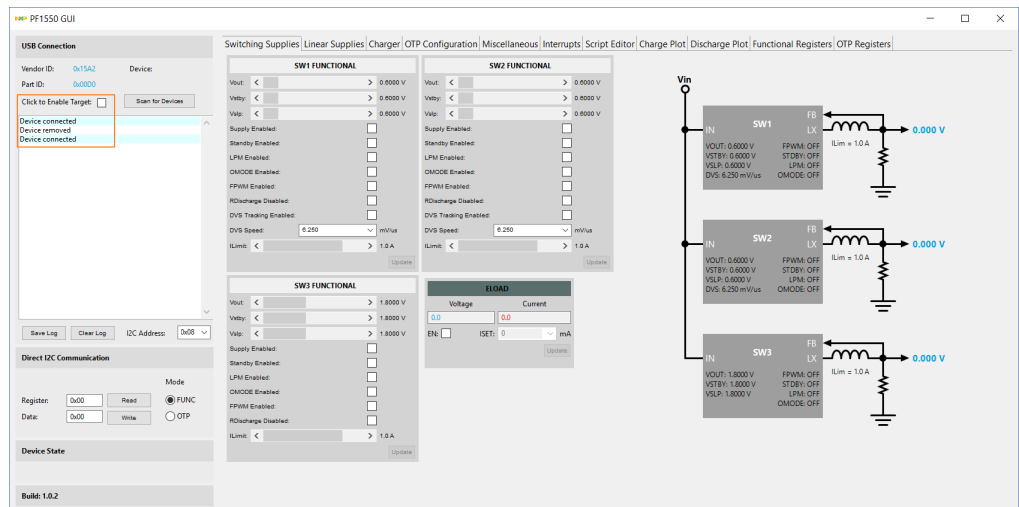 NXP PF1550 GUI
USB Connection
Vendor ID: 0x15A2 Device:
Part ID: 0x00D0
Click to Enable Target: Scan for Devices
Device connected
Device removed
Device connected
Save Log Clear Log I2C Address: 0x08
Direct I2C Communication
Mode
Register: 0x00 Read FUNC
Data: 0x00 Write OTP
Device State
Build: 1.0.2
Switching Supplies Linear Supplies Charger OTP Configuration Miscellaneous Interrupts Script Editor Charge Plot Discharge Plot Functional Registers OTP Registers
SW1 FUNCTIONAL
Vout: < > 0.6000 V
Vstby: < > 0.6000 V
Vslp: < > 0.6000 V
Supply Enabled:
Standby Enabled:
LPM Enabled:
OMODE Enabled:
FPWM Enabled:
RDischarge Disabled:
DVS Tracking Enabled:
DVS Speed: 6.250 mV/us
ILimit: < > 1.0 A
Update
SW2 FUNCTIONAL
Vout: < > 0.6000 V
Vstby: < > 0.6000 V
Vslp: < > 0.6000 V
Supply Enabled:
Standby Enabled:
LPM Enabled:
OMODE Enabled:
FPWM Enabled:
RDischarge Disabled:
DVS Tracking Enabled:
DVS Speed: 6.250 mV/us
ILimit: < > 1.0 A
Update
SW3 FUNCTIONAL
Vout: < > 1.8000 V
Vstby: < > 1.8000 V
Vslp: < > 1.8000 V
Supply Enabled:
Standby Enabled:
LPM Enabled:
OMODE Enabled:
FPWM Enabled:
RDischarge Disabled:
ILimit: < > 1.0 A
Update
ELOAD
Voltage Current
0.0 0.0
EN: ISET: 0 mA
Update
Vin
FB
SW1
IN LX 0.000 V
VOUT: 0.6000 V FPWM: OFF ILim = 1.0 A
VSTBY: 0.6000 V STDBY: OFF
VSLP: 0.6000 V LPM: OFF
DVS: 6.250 mV/us OMODE: OFF
FB
SW2
IN LX 0.000 V
VOUT: 0.6000 V FPWM: OFF ILim = 1.0 A
VSTBY: 0.6000 V STDBY: OFF
VSLP: 0.6000 V LPM: OFF
DVS: 6.250 mV/us OMODE: OFF
FB
SW3
IN LX 0.000 V
VOUT: 1.8000 V FPWM: OFF ILim = 1.0 A
VSTBY: 1.8000 V STDBY: OFF
VSLP: 1.8000 V LPM: OFF
OMODE: OFF